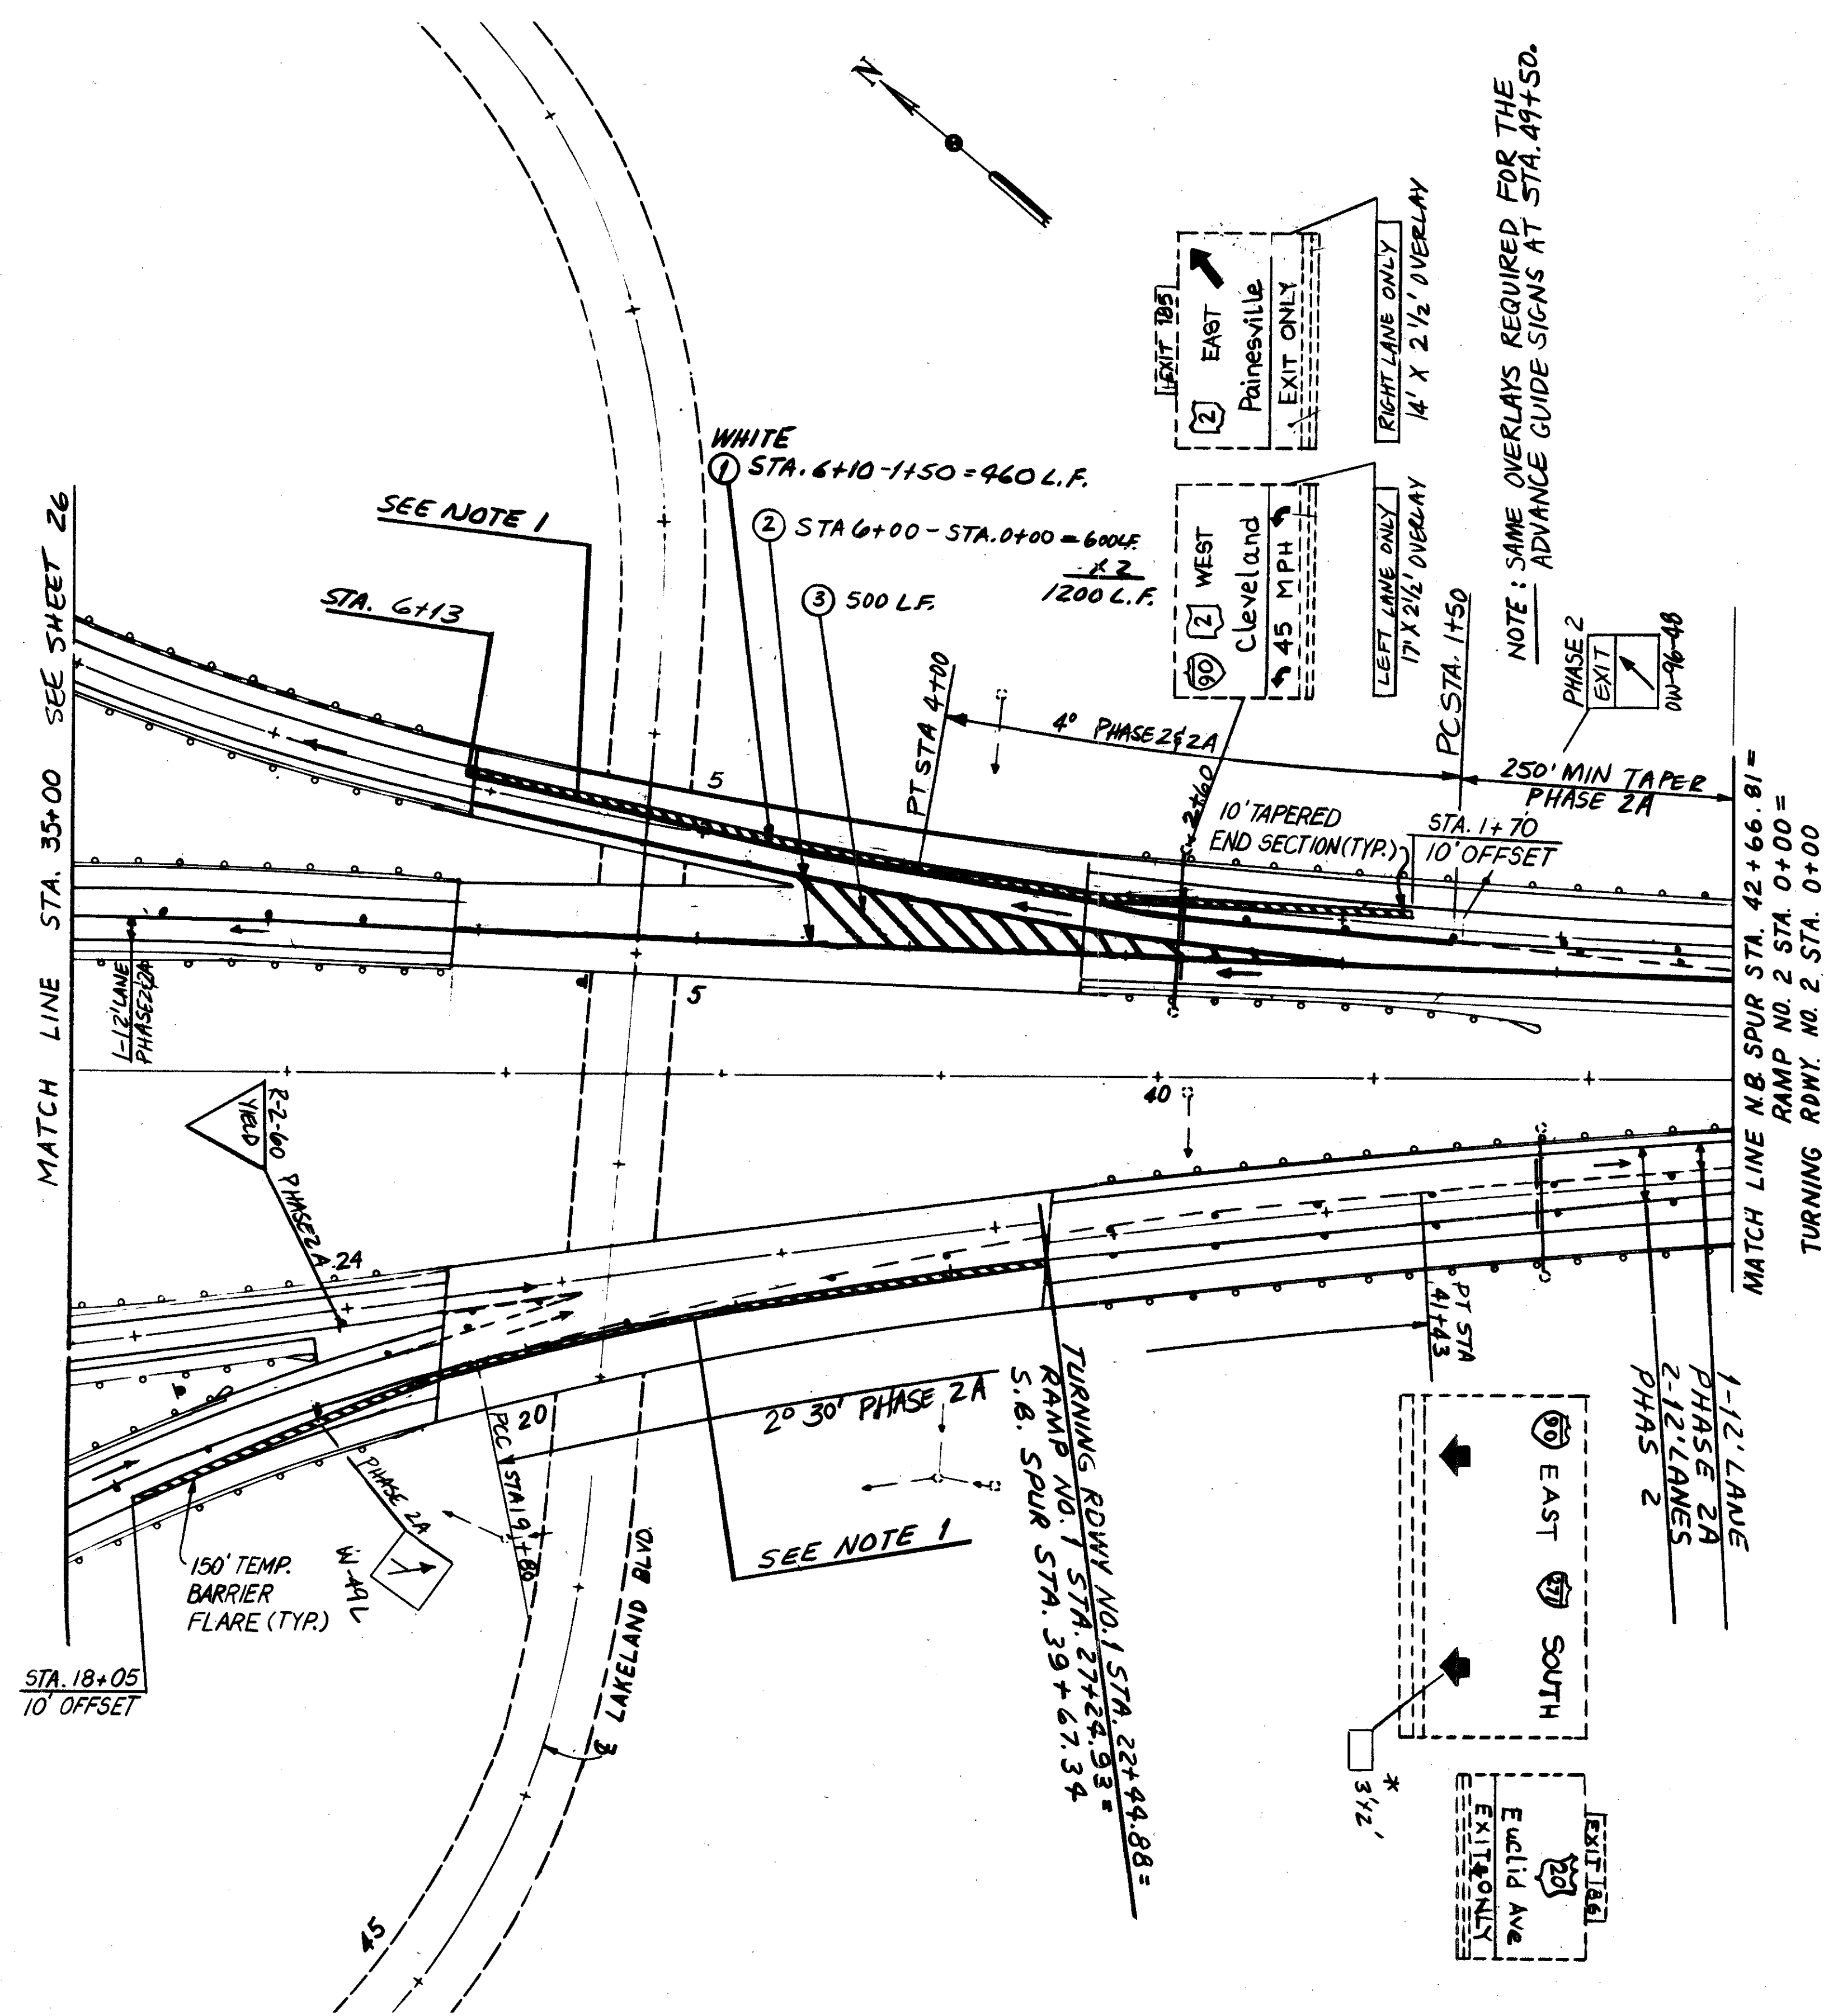 N
NOTE: SAME OVERLAYS REQUIRED FOR THE
ADVANCE GUIDE SIGNS AT STA. 49+50.
EXIT 185
2 EAST
Painesville
EXIT ONLY
RIGHT LANE ONLY
14' X 2 1/2' OVERLAY
90 2 WEST
Cleveland
45 MPH
LEFT LANE ONLY
17' X 2 1/2' OVERLAY
WHITE
1 STA. 6+10-1+50=460 L.F.
2 STA 6+00 - STA. 0+00 = 600 LF.
X 2
1200 L.F.
3 500 L.F.
SEE NOTE 1
STA. 6+13
MATCH LINE STA. 35+00 SEE SHEET 26
PT STA 4+00
4° PHASE 2&2A
PC STA. 1+50
PHASE 2
EXIT
OW-96-48
250' MIN TAPER
PHASE 2A
2+60
10' TAPERED
END SECTION (TYP.)
STA. 1+70
10' OFFSET
5
5
1-12' LANE
PHASE 2&2A
40
MATCH LINE N.B. SPUR STA. 42+66.81=
RAMP NO. 2 STA. 0+00=
TURNING RDWY. NO. 2 STA. 0+00
YIELD
R-2-60
PHASE 2A
24
20
PCC STA 19+86
2° 30' PHASE 2A
PT STA
41+43
TURNING RDWY NO. 1 STA. 22+44.88=
RAMP NO. 1 STA. 27+24.93=
S.B. SPUR STA. 39+67.34
SEE NOTE 1
PHASE 2A
W-49L
150' TEMP.
BARRIER
FLARE (TYP.)
STA. 18+05
10' OFFSET
B LAKELAND BLVD.
45
1-12' LANE
PHASE 2A
2-12' LANES
PHAS 2
90 EAST 271 SOUTH
* 3'x2'
EXIT 186
20
Euclid Ave
EXIT ONLY